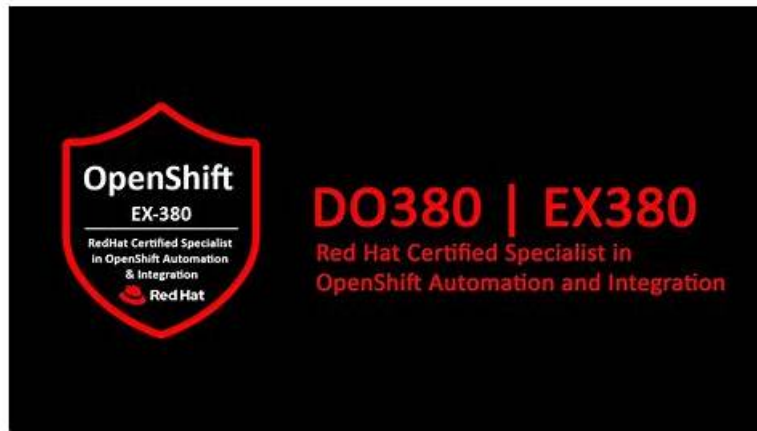 OpenShift
EX-380
RedHat Certified Specialist
in OpenShift Automation
& Integration
Red Hat
DO380 | EX380
Red Hat Certified Specialist in
OpenShift Automation and Integration